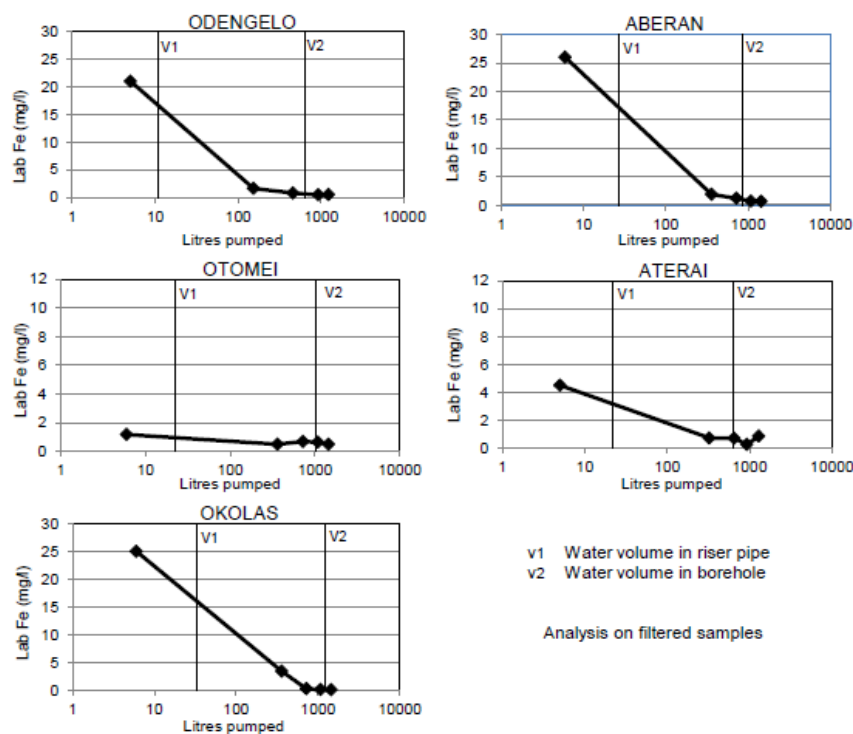 ODENGELO
30
25
20
15
10
5
0
Lab Fe (mg/l)
V1
V2
1 10 100 1000 10000
Litres pumped
ABERAN
30
25
20
15
10
5
0
Lab Fe (mg/l)
V1
V2
1 10 100 1000 10000
Litres pumped
OTOMEI
12
10
8
6
4
2
0
Lab Fe (mg/l)
V1
V2
1 10 100 1000 10000
Litres pumped
ATERAI
12
10
8
6
4
2
0
Lab Fe (mg/l)
V1
V2
1 10 100 1000 10000
Litres pumped
OKOLAS
30
25
20
15
10
5
0
Lab Fe (mg/l)
V1
V2
1 10 100 1000 10000
Litres pumped
v1 Water volume in riser pipe
v2 Water volume in borehole
Analysis on filtered samples